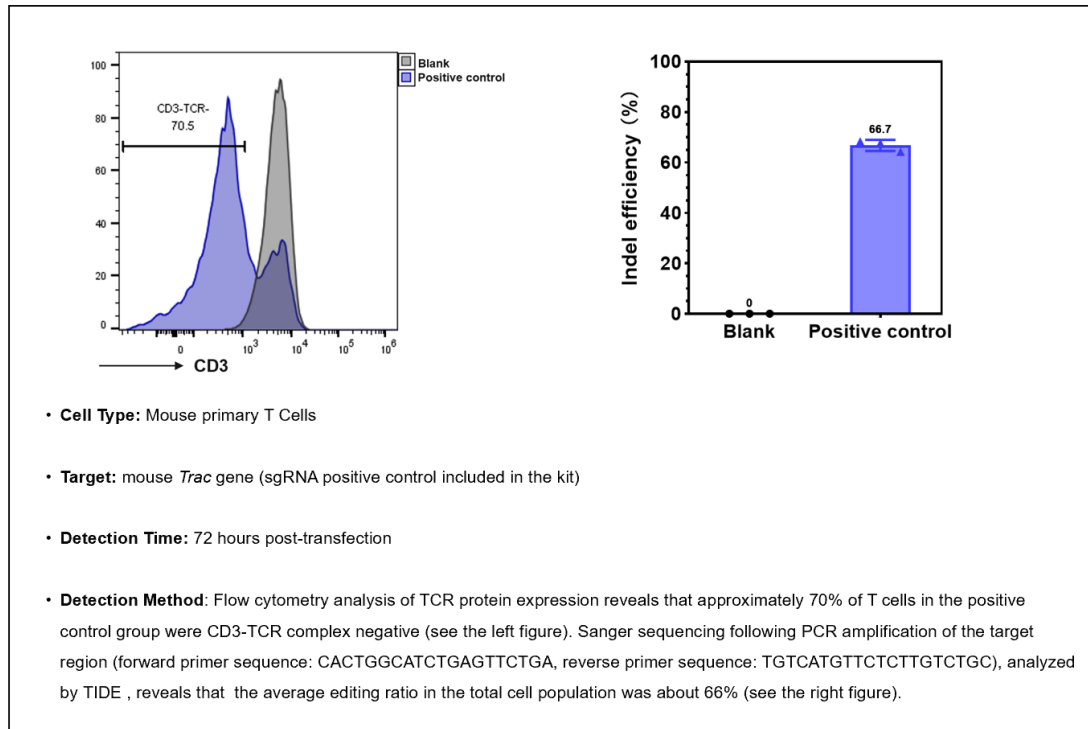 100
80
60
40
20
0
CD3-TCR-
70.5
Blank
Positive control
0
10³
10⁴
10⁵
10⁶
CD3
Indel efficiency (%)
100
80
60
40
20
0
0
66.7
Blank
Positive control
• Cell Type: Mouse primary T Cells
• Target: mouse Trac gene (sgRNA positive control included in the kit)
• Detection Time: 72 hours post-transfection
• Detection Method: Flow cytometry analysis of TCR protein expression reveals that approximately 70% of T cells in the positive
control group were CD3-TCR complex negative (see the left figure). Sanger sequencing following PCR amplification of the target
region (forward primer sequence: CACTGGCATCTGAGTTCTGA, reverse primer sequence: TGTCATGTTCTCTTGTCTGC), analyzed
by TIDE , reveals that  the average editing ratio in the total cell population was about 66% (see the right figure).